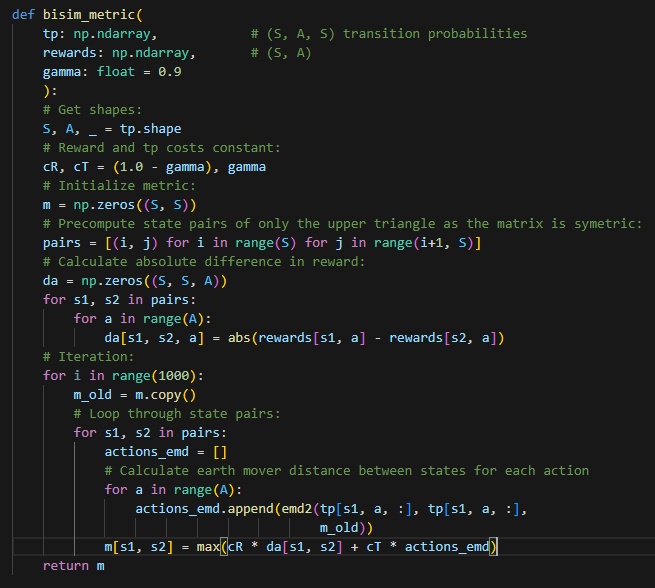 def bisim_metric(
    tp: np.ndarray,            # (S, A, S) transition probabilities
    rewards: np.ndarray,       # (S, A)
    gamma: float = 0.9
    ):
    # Get shapes:
    S, A, _ = tp.shape
    # Reward and tp costs constant:
    cR, cT = (1.0 - gamma), gamma
    # Initialize metric:
    m = np.zeros((S, S))
    # Precompute state pairs of only the upper triangle as the matrix is symetric:
    pairs = [(i, j) for i in range(S) for j in range(i+1, S)]
    # Calculate absolute difference in reward:
    da = np.zeros((S, S, A))
    for s1, s2 in pairs:
        for a in range(A):
            da[s1, s2, a] = abs(rewards[s1, a] - rewards[s2, a])
    # Iteration:
    for i in range(1000):
        m_old = m.copy()
        # Loop through state pairs:
        for s1, s2 in pairs:
            actions_emd = []
            # Calculate earth mover distance between states for each action
            for a in range(A):
                actions_emd.append(emd2(tp[s1, a, :], tp[s1, a, :],
                                        m_old))
            m[s1, s2] = max(cR * da[s1, s2] + cT * actions_emd)
    return m